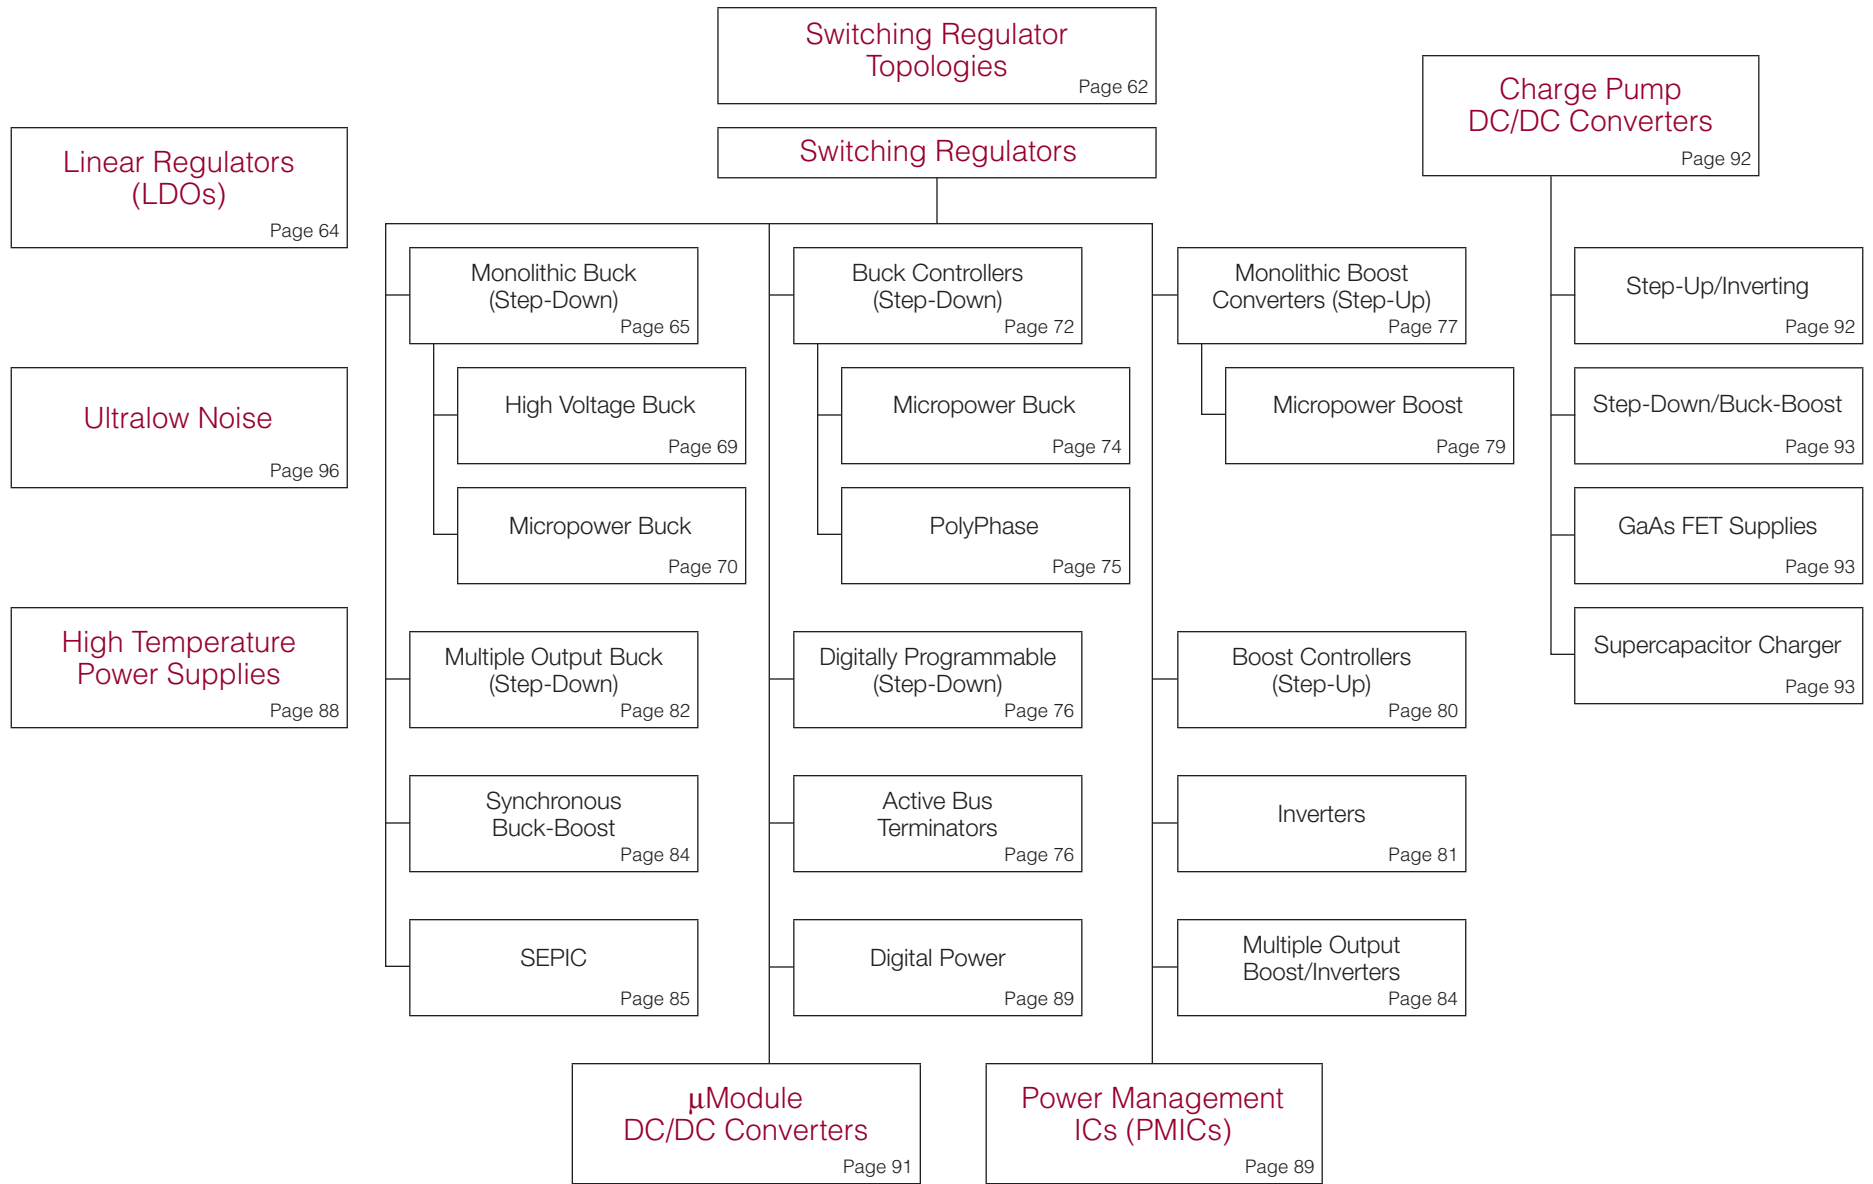 Switching Regulator
Topologies
Page 62
Switching Regulators
Charge Pump
DC/DC Converters
Page 92
Linear Regulators
(LDOs)
Page 64
Ultralow Noise
Page 96
High Temperature
Power Supplies
Page 88
Monolithic Buck
(Step-Down)
Page 65
High Voltage Buck
Page 69
Micropower Buck
Page 70
Multiple Output Buck
(Step-Down)
Page 82
Synchronous
Buck-Boost
Page 84
SEPIC
Page 85
Buck Controllers
(Step-Down)
Page 72
Micropower Buck
Page 74
PolyPhase
Page 75
Digitally Programmable
(Step-Down)
Page 76
Active Bus
Terminators
Page 76
Digital Power
Page 89
Monolithic Boost
Converters (Step-Up)
Page 77
Micropower Boost
Page 79
Boost Controllers
(Step-Up)
Page 80
Inverters
Page 81
Multiple Output
Boost/Inverters
Page 84
Step-Up/Inverting
Page 92
Step-Down/Buck-Boost
Page 93
GaAs FET Supplies
Page 93
Supercapacitor Charger
Page 93
µModule
DC/DC Converters
Page 91
Power Management
ICs (PMICs)
Page 89